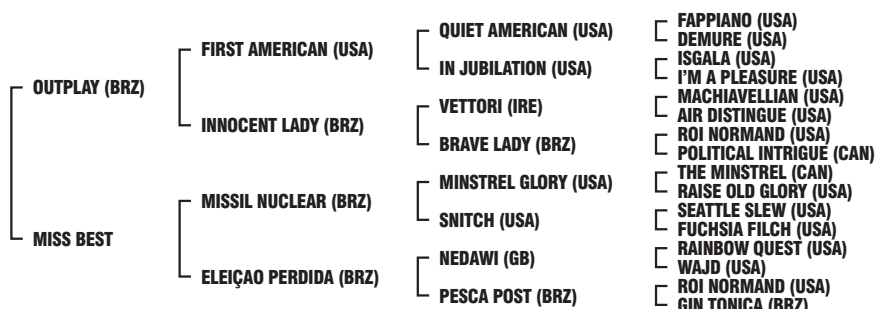 OUTPLAY (BRZ)
MISS BEST
FIRST AMERICAN (USA)
INNOCENT LADY (BRZ)
MISSIL NUCLEAR (BRZ)
ELEIÇAO PERDIDA (BRZ)
QUIET AMERICAN (USA)
IN JUBILATION (USA)
VETTORI (IRE)
BRAVE LADY (BRZ)
MINSTREL GLORY (USA)
SNITCH (USA)
NEDAWI (GB)
PESCA POST (BRZ)
FAPPIANO (USA)
DEMURE (USA)
ISGALA (USA)
I'M A PLEASURE (USA)
MACHIAVELLIAN (USA)
AIR DISTINGUE (USA)
ROI NORMAND (USA)
POLITICAL INTRIGUE (CAN)
THE MINSTREL (CAN)
RAISE OLD GLORY (USA)
SEATTLE SLEW (USA)
FUCHSIA FILCH (USA)
RAINBOW QUEST (USA)
WAJD (USA)
ROI NORMAND (USA)
GIN TONICA (BRZ)